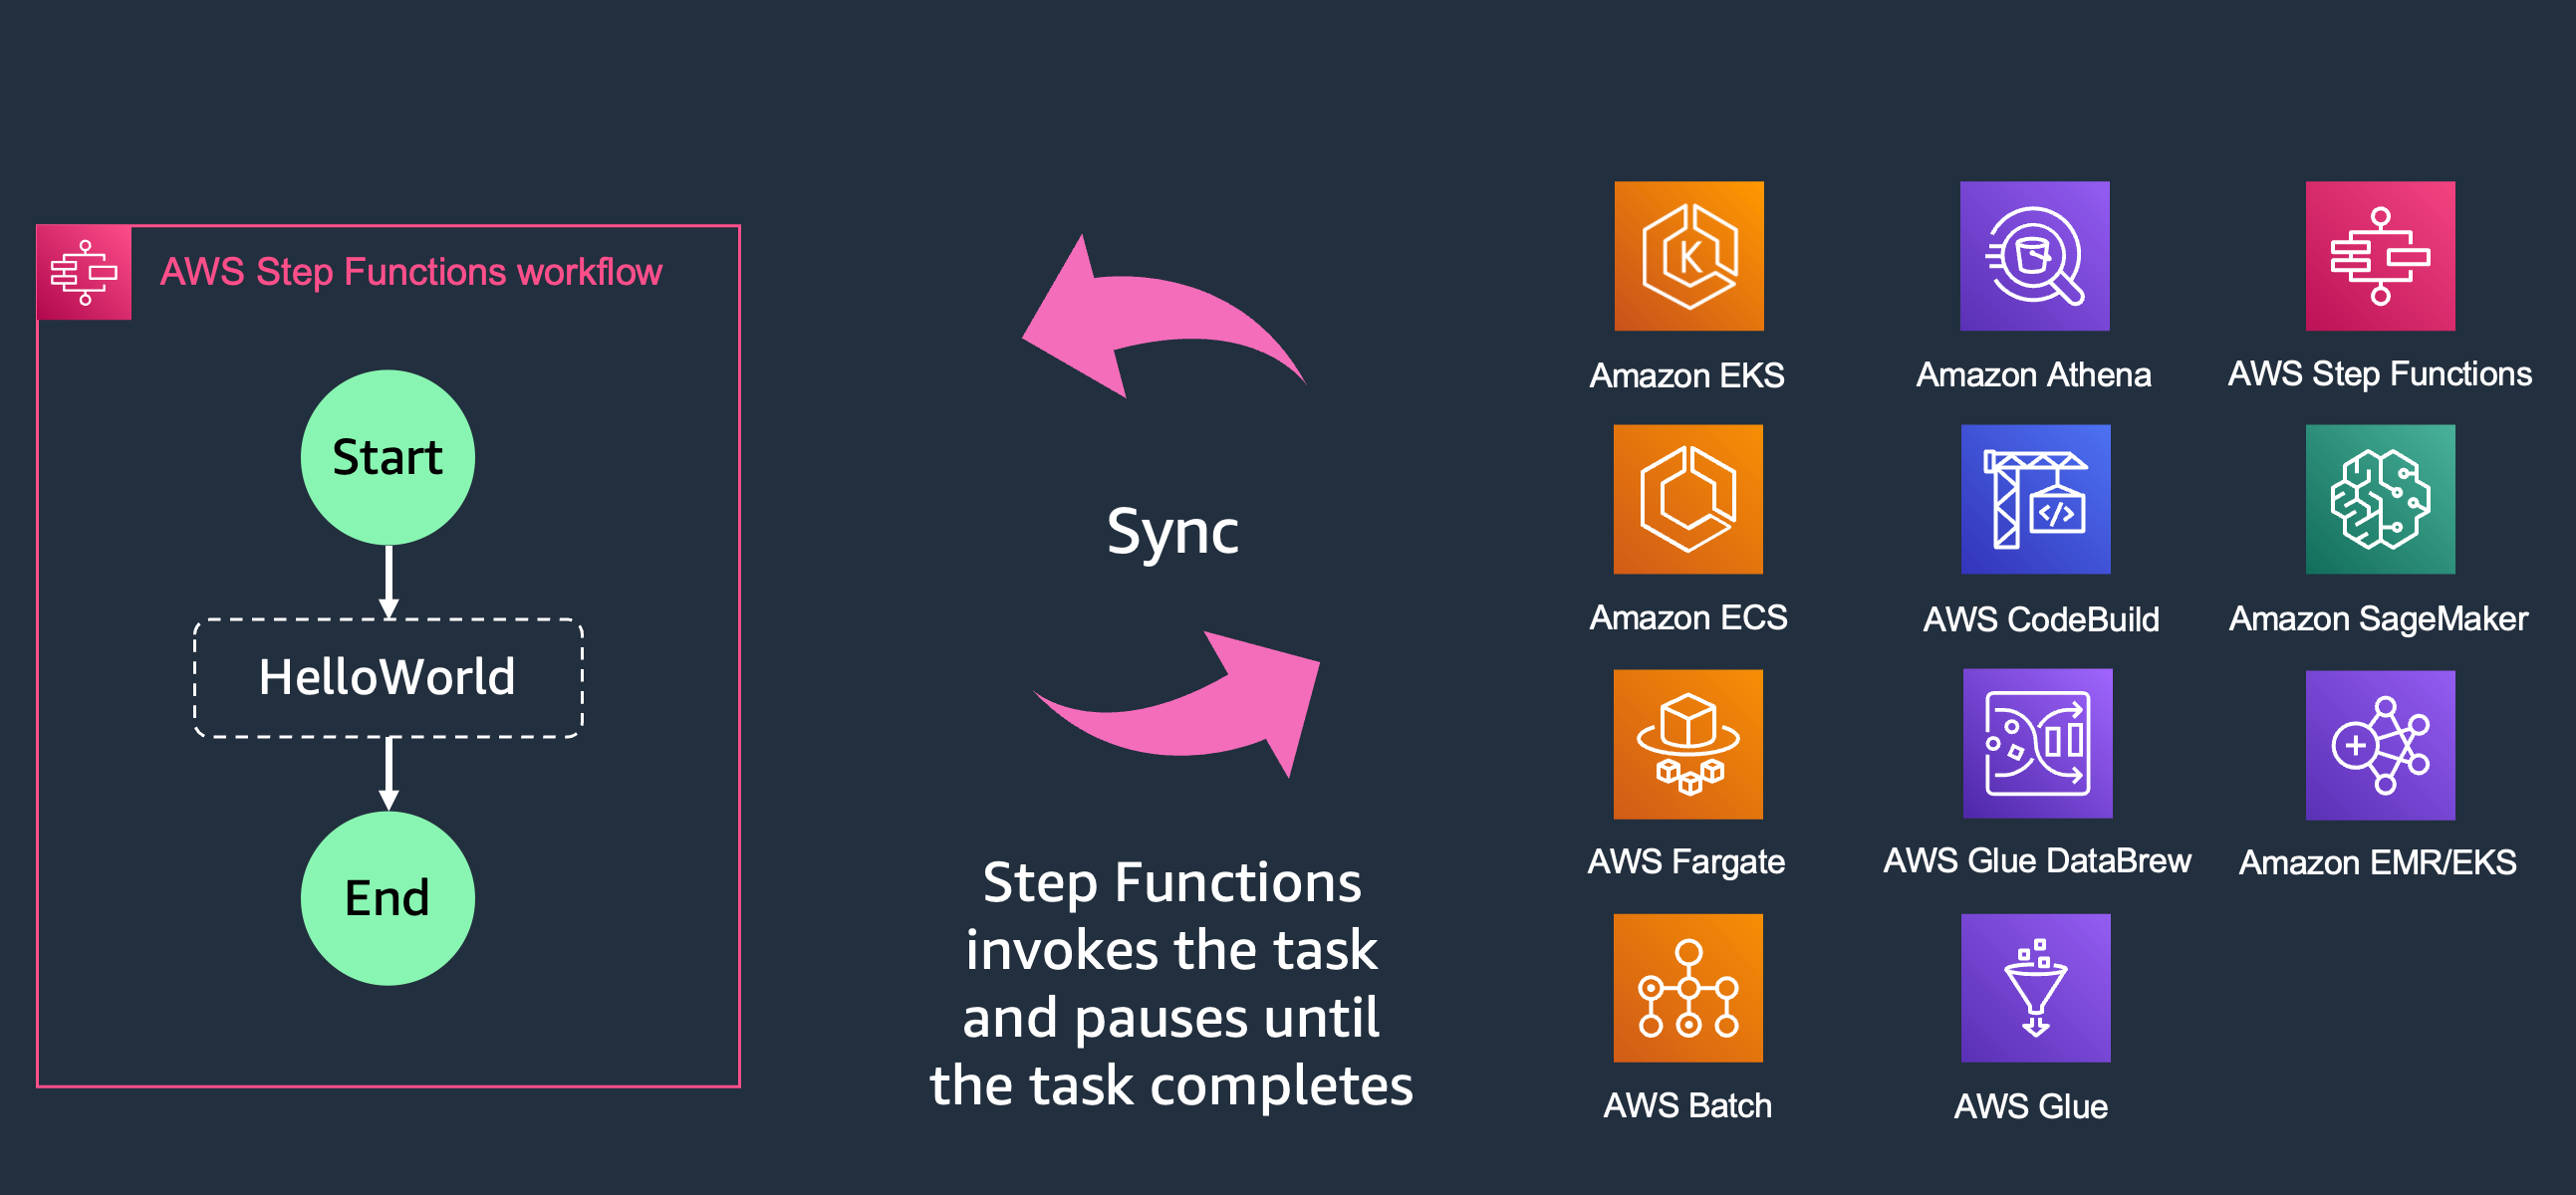 AWS Step Functions workflow
Start
HelloWorld
End
Sync
Step Functions
invokes the task
and pauses until
the task completes
K
Amazon EKS
Amazon Athena
AWS Step Functions
Amazon ECS
</>
AWS CodeBuild
Amazon SageMaker
AWS Fargate
AWS Glue DataBrew
Amazon EMR/EKS
AWS Batch
AWS Glue